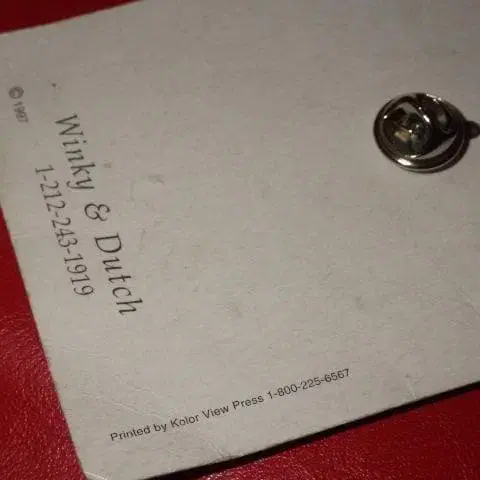 © 1997
Winky & Dutch
1-212-243-1919
Printed by Kolor View Press 1-800-225-6567